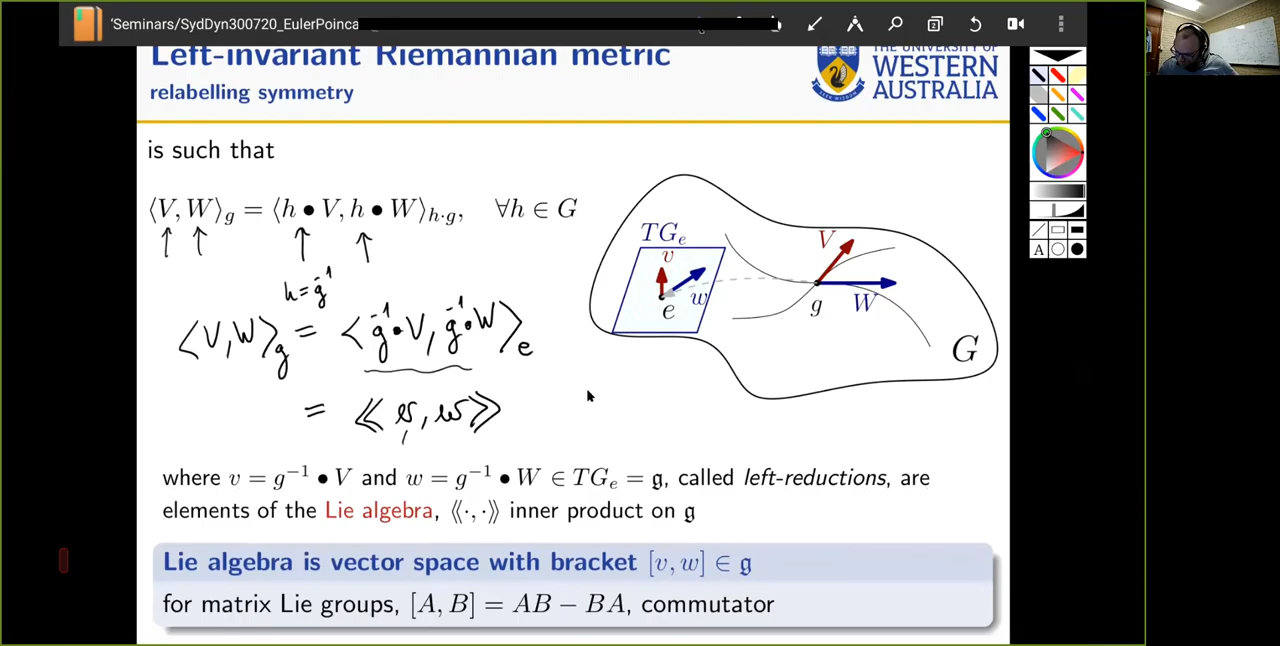 'Seminars/SydDyn300720_EulerPoinca
Left-invariant Riemannian metric
relabelling symmetry
THE UNIVERSITY OF
WESTERN
AUSTRALIA
is such that
⟨V, W⟩_g = ⟨h • V, h • W⟩_{h·g}, ∀h ∈ G
h = g⁻¹
⟨V, W⟩_g = ⟨g⁻¹ • V, g⁻¹ • W⟩_e
= ⟪v, w⟫
TG_e
v
w
e
V
W
g
G
where v = g⁻¹ • V and w = g⁻¹ • W ∈ TG_e = 𝔤, called left-reductions, are
elements of the Lie algebra, ⟪·, ·⟫ inner product on 𝔤
Lie algebra is vector space with bracket [v, w] ∈ 𝔤
for matrix Lie groups, [A, B] = AB − BA, commutator
A